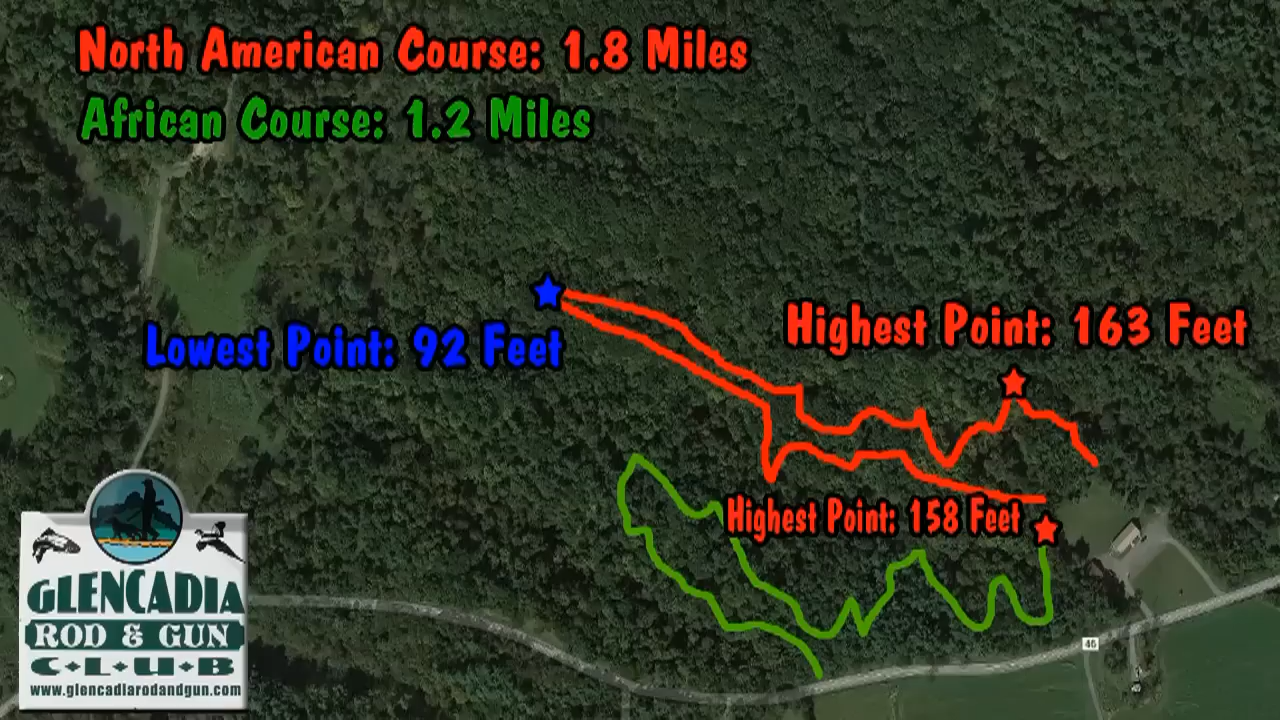 North American Course: 1.8 Miles
African Course: 1.2 Miles
Highest Point: 163 Feet
Lowest Point: 92 Feet
Highest Point: 158 Feet
GLENCADIA
ROD & GUN
C•L•U•B
www.glencadiarodandgun.com
46